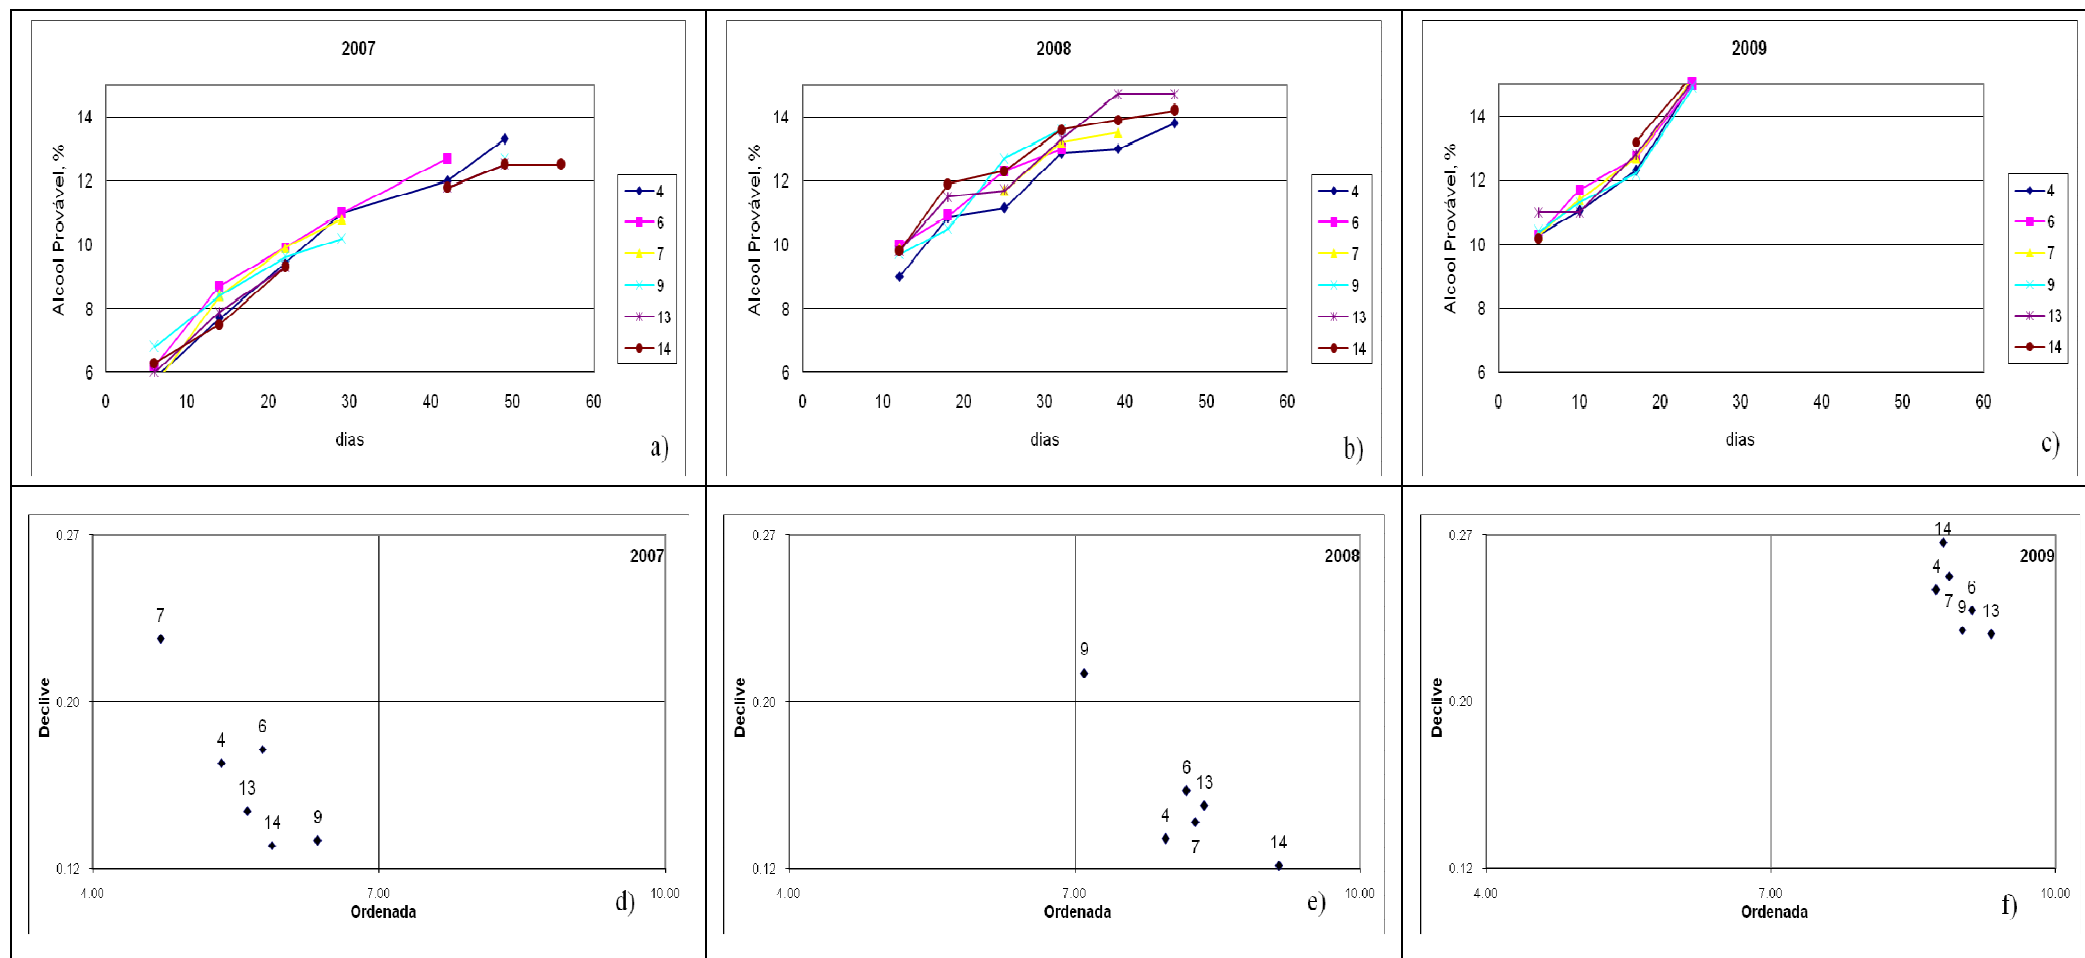 2007
Alcool Provável, %
14
12
10
8
6
0 10 20 30 40 50 60
dias
4
6
7
9
13
14
a)
2008
Alcool Provável, %
14
12
10
8
6
0 10 20 30 40 50 60
dias
4
6
7
9
13
14
b)
2009
Alcool Provável, %
14
12
10
8
6
0 10 20 30 40 50 60
dias
4
6
7
9
13
14
c)
2007
Declive
0.27
0.20
0.12
7
6
4
13
14 9
4.00 7.00 10.00
Ordenada
d)
2008
Declive
0.27
0.20
0.12
9
6 13
4
7 14
4.00 7.00 10.00
Ordenada
e)
2009
Declive
0.27
0.20
0.12
14
4
6
7 9 13
4.00 7.00 10.00
Ordenada
f)